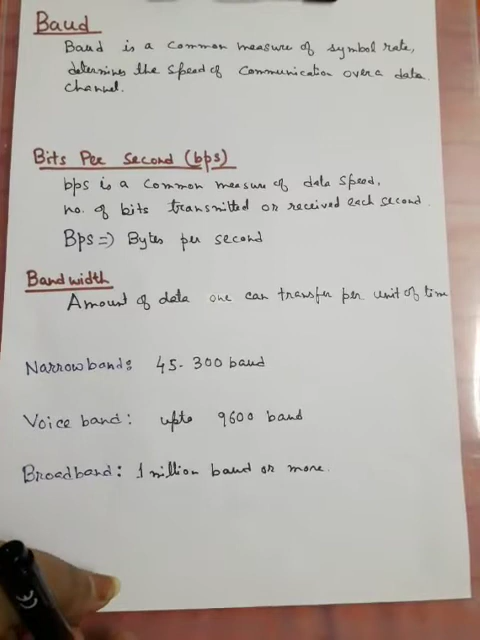 Baud
Baud is a common measure of symbol rate,
determines the speed of communication over a data
channel.
Bits Per Second (bps)
bps is a common measure of data speed,
no. of bits transmitted or received each second.
Bps => Bytes per second
Bandwidth
Amount of data one can transfer per unit of time
Narrowband: 45-300 baud
Voice band: upto 9600 baud
Broadband: 1 million baud or more.